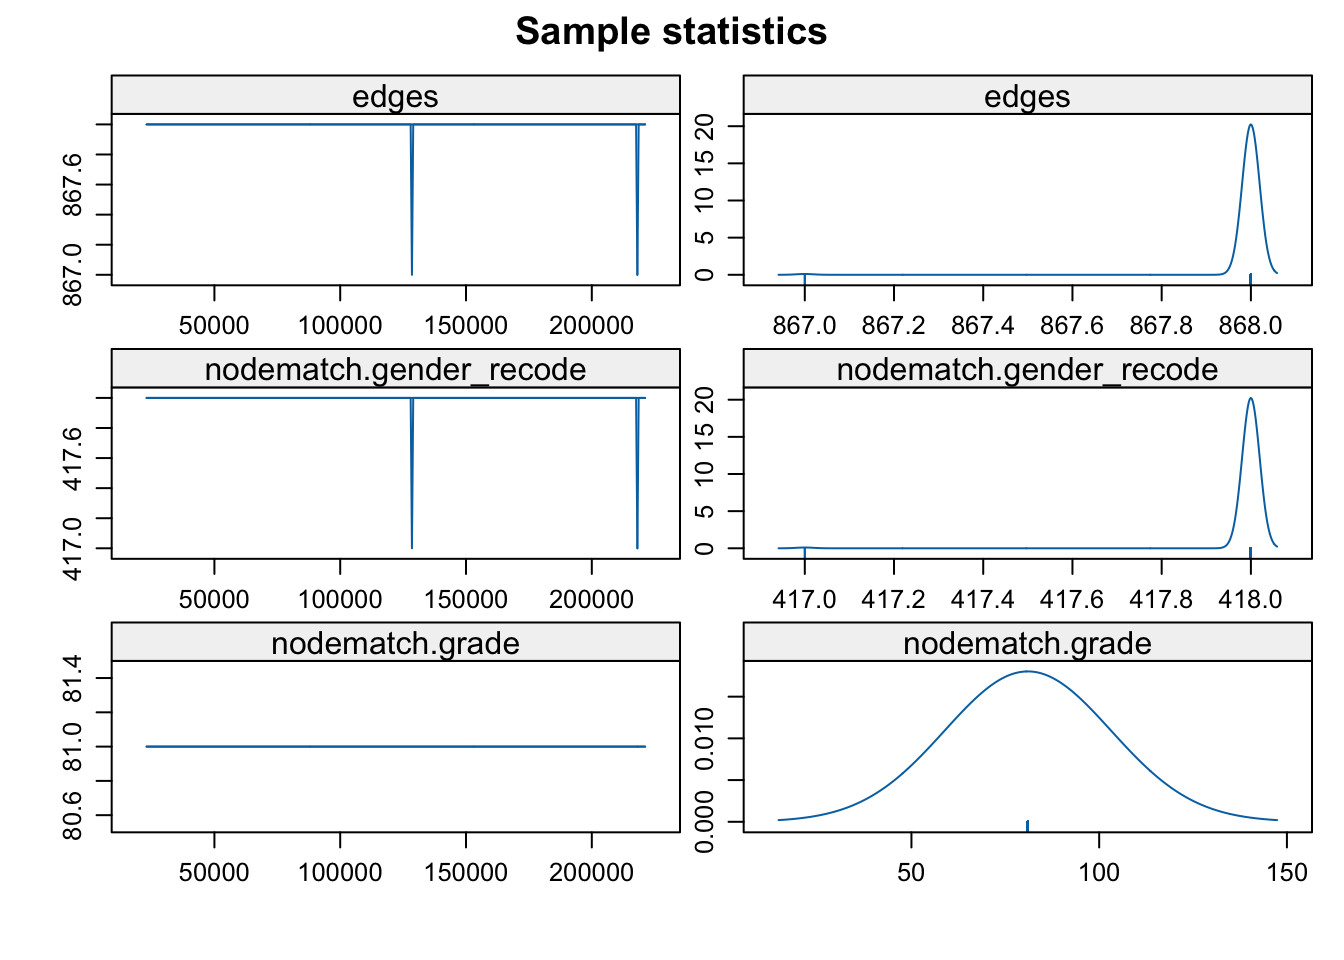 Sample statistics
edges
867.6
867.0
50000 100000 150000 200000
edges
20
15
10
5
0
867.0 867.2 867.4 867.6 867.8 868.0
nodematch.gender_recode
417.6
417.0
50000 100000 150000 200000
nodematch.gender_recode
20
15
10
5
0
417.0 417.2 417.4 417.6 417.8 418.0
nodematch.grade
81.4
81.0
80.6
50000 100000 150000 200000
nodematch.grade
0.010
0.000
50 100 150